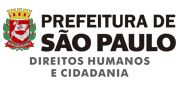 PREFEITURA DE
SÃO PAULO
DIREITOS HUMANOS
E CIDADANIA